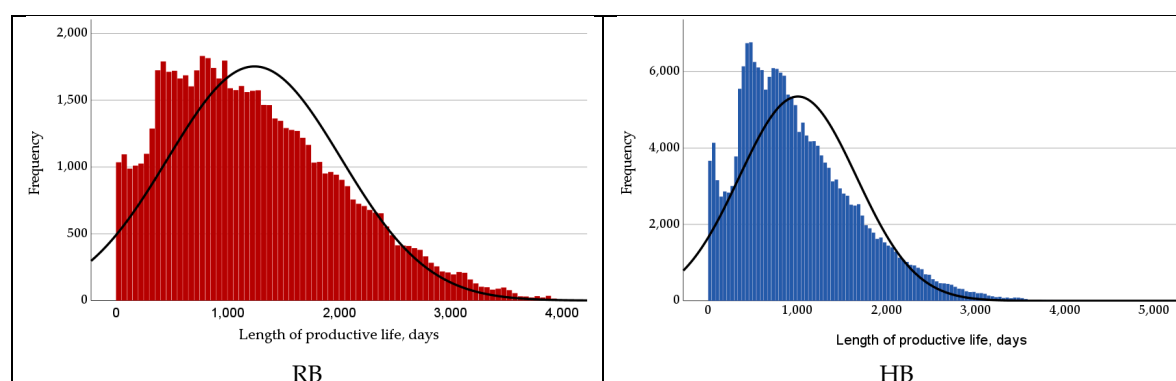 2,000
1,500
1,000
500
0
Frequency
0 1,000 2,000 3,000 4,000
Length of productive life, days
RB
6,000
4,000
2,000
0
Frequency
0 1,000 2,000 3,000 4,000 5,000
Length of productive life, days
HB